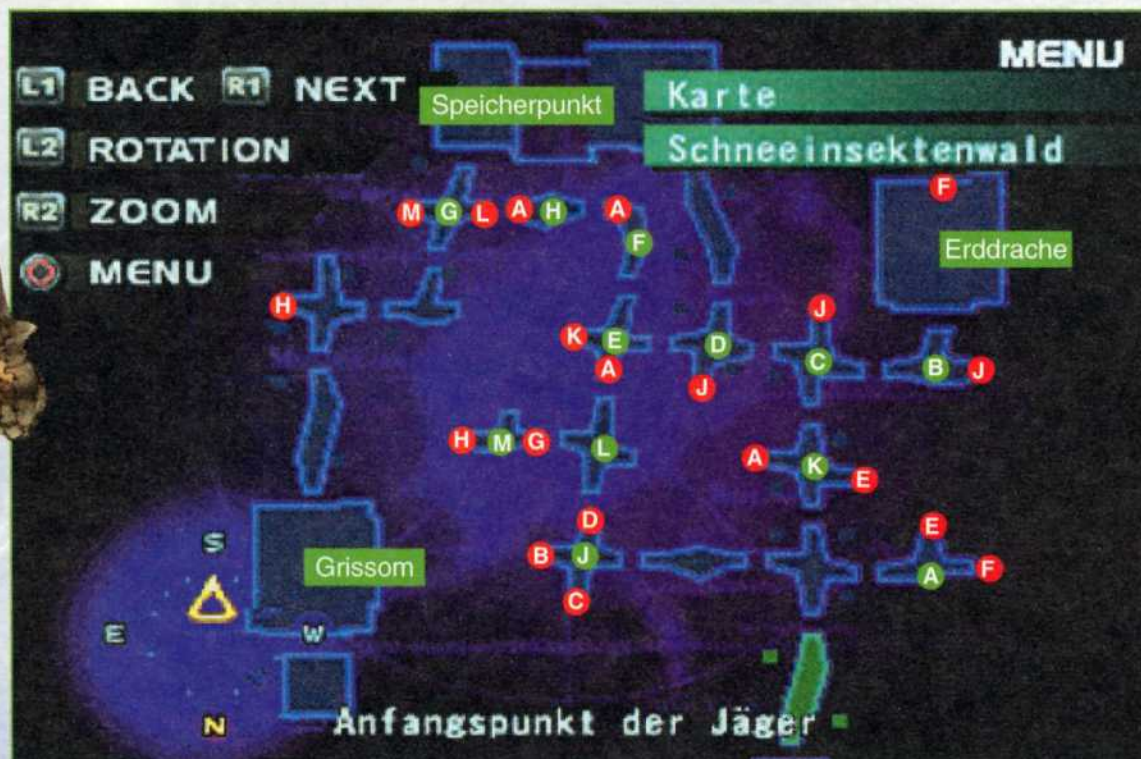 MENU
L1 BACK R1 NEXT
Speicherpunkt
Karte
L2 ROTATION
Schneeinsektenwald
R2 ZOOM
M G L A H A F
F
Erddrache
MENU
H
J
K E A
D J
C
B J
H M G L
A K E
D
B J C
E
A F
Grissom
S
E W
N
Anfangspunkt der Jäger